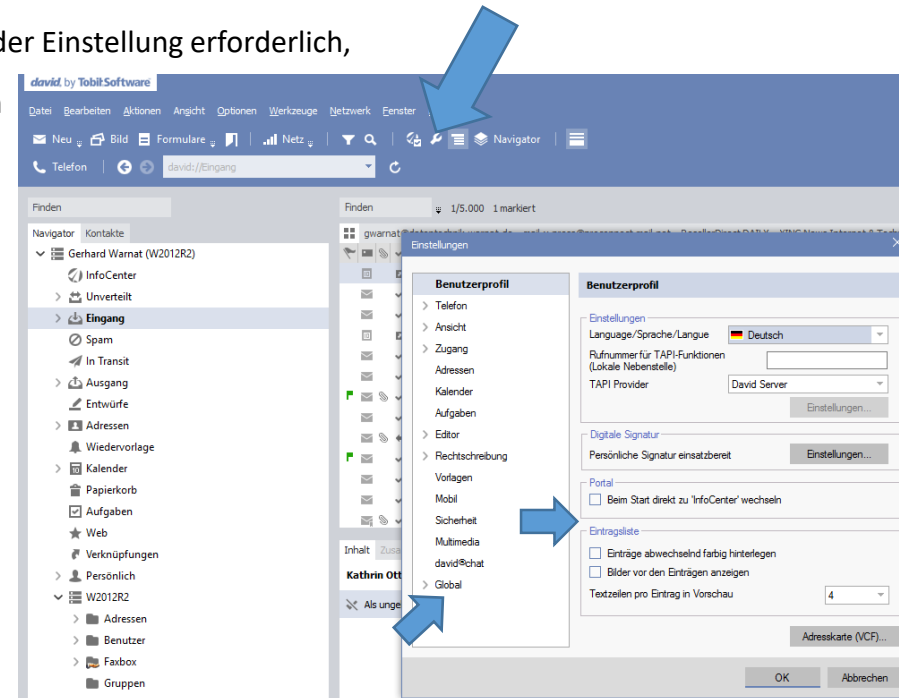 der Einstellung erforderlich,
david by Tobit Software
Datei Bearbeiten Aktionen Ansicht Optionen Werkzeuge Netzwerk Fenster
Neu Bild Formulare Netz Navigator
Telefon david://Eingang
Finden
Finden 1/5.000 1 markiert
Navigator Kontakte
Gerhard Warnat (W2012R2)
InfoCenter
Unverteilt
Eingang
Spam
In Transit
Ausgang
Entwürfe
Adressen
Wiedervorlage
Kalender
Papierkorb
Aufgaben
Web
Verknüpfungen
Persönlich
W2012R2
Adressen
Benutzer
Faxbox
Gruppen
Inhalt
Kathrin Ott
Als unge
Einstellungen
Benutzerprofil
Telefon
Ansicht
Zugang
Adressen
Kalender
Aufgaben
Editor
Rechtschreibung
Vorlagen
Mobil
Sicherheit
Multimedia
david®chat
Global
Benutzerprofil
Einstellungen
Language/Sprache/Langue Deutsch
Rufnummer für TAPI-Funktionen
(Lokale Nebenstelle)
TAPI Provider David Server
Einstellungen...
Digitale Signatur
Persönliche Signatur einsatzbereit Einstellungen...
Portal
Beim Start direkt zu 'InfoCenter' wechseln
Eintragsliste
Einträge abwechselnd farbig hinterlegen
Bilder vor den Einträgen anzeigen
Textzeilen pro Eintrag in Vorschau 4
Adresskarte (VCF)...
OK Abbrechen